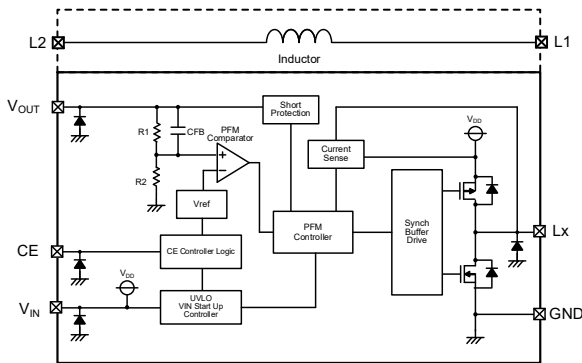 L2
L1
Inductor
VOUT
Short
Protection
VDD
R1
CFB
PFM
Comparator
+
−
Current
Sense
R2
Vref
Synch
Buffer
Drive
PFM
Controller
Lx
CE
CE Controller Logic
VDD
VIN
UVLO
VIN Start Up
Controller
GND